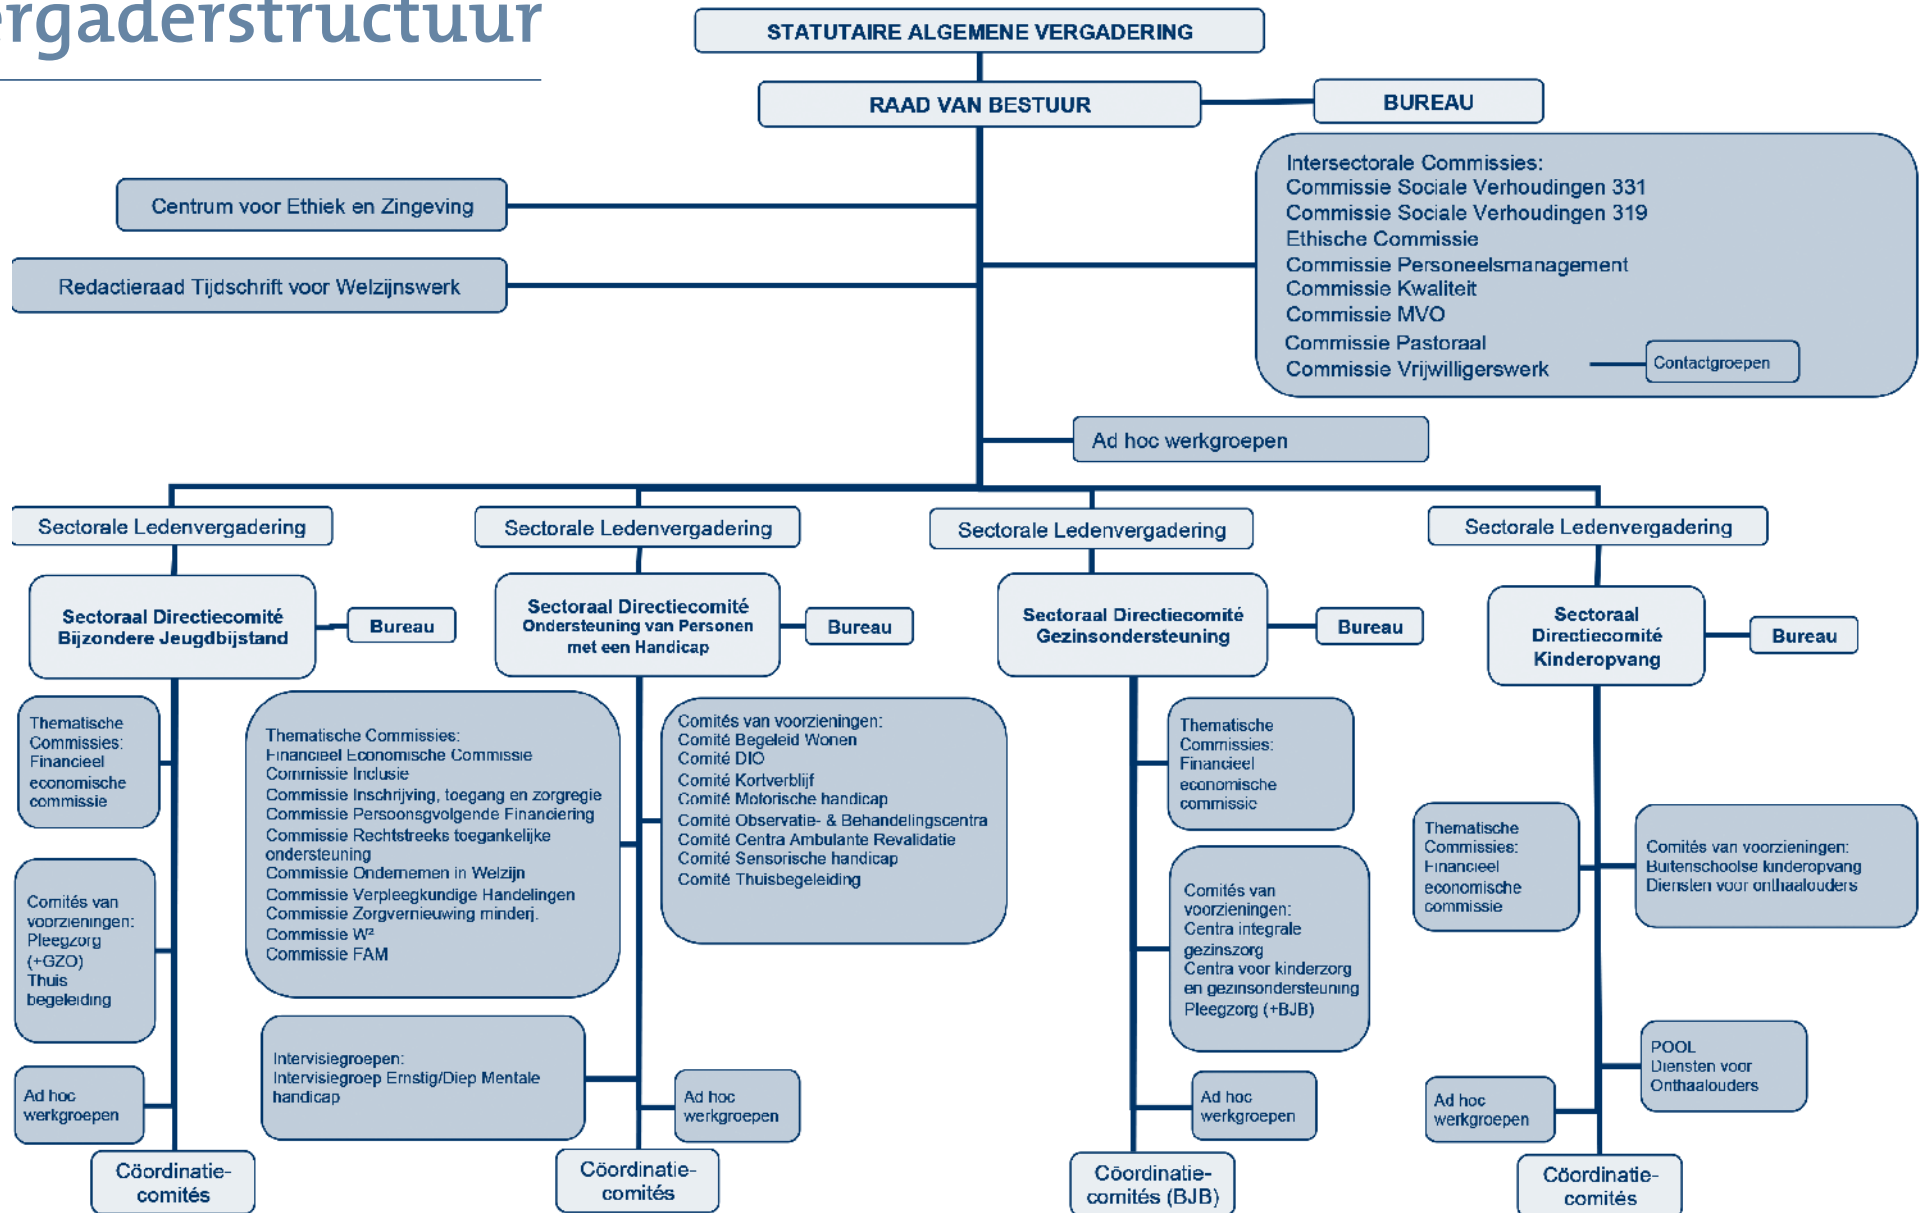 ergaderstructuur
STATUTAIRE ALGEMENE VERGADERING
RAAD VAN BESTUUR
BUREAU
Centrum voor Ethiek en Zingeving
Redactieraad Tijdschrift voor Welzijnswerk
Intersectorale Commissies:
Commissie Sociale Verhoudingen 331
Commissie Sociale Verhoudingen 319
Ethische Commissie
Commissie Personeelsmanagement
Commissie Kwaliteit
Commissie MVO
Commissie Pastoraal
Commissie Vrijwilligerswerk
Contactgroepen
Ad hoc werkgroepen
Sectorale Ledenvergadering
Sectoraal Directiecomité
Bijzondere Jeugdbijstand
Bureau
Thematische
Commissies:
Financieel
economische
commissie
Comités van
voorzieningen:
Pleegzorg
(+GZO)
Thuis
begeleiding
Ad hoc
werkgroepen
Cöordinatie-
comités
Sectorale Ledenvergadering
Sectoraal Directiecomité
Ondersteuning van Personen
met een Handicap
Bureau
Thematische Commissies:
Financieel Economische Commissie
Commissie Inclusie
Commissie Inschrijving, toegang en zorgregie
Commissie Persoonsgvolgende Financiering
Commissie Rechtstreeks toegankelijke
ondersteuning
Commissie Ondernemen in Welzijn
Commissie Verpleegkundige Handelingen
Commissie Zorgvernieuwing minderj.
Commissie W²
Commissie FAM
Comités van voorzieningen:
Comité Begeleid Wonen
Comité DIO
Comité Kortverblijf
Comité Motorische handicap
Comité Observatie- & Behandelingscentra
Comité Centra Ambulante Revalidatie
Comité Sensorische handicap
Comité Thuisbegeleiding
Intervisiegroepen:
Intervisiegroep Ernstig/Diep Mentale
handicap
Ad hoc
werkgroepen
Cöordinatie-
comités
Sectorale Ledenvergadering
Sectoraal Directiecomité
Gezinsondersteuning
Bureau
Thematische
Commissies:
Financieel
economische
commissie
Comités van
voorzieningen:
Centra integrale
gezinszorg
Centra voor kinderzorg
en gezinsondersteuning
Pleegzorg (+BJB)
Ad hoc
werkgroepen
Cöordinatie-
comités (BJB)
Sectorale Ledenvergadering
Sectoraal
Directiecomité
Kinderopvang
Bureau
Thematische
Commissies:
Financieel
economische
commissie
Comités van voorzieningen:
Buitenschoolse kinderopvang
Diensten voor onthaalouders
POOL
Diensten voor
Onthaalouders
Ad hoc
werkgroepen
Cöordinatie-
comités